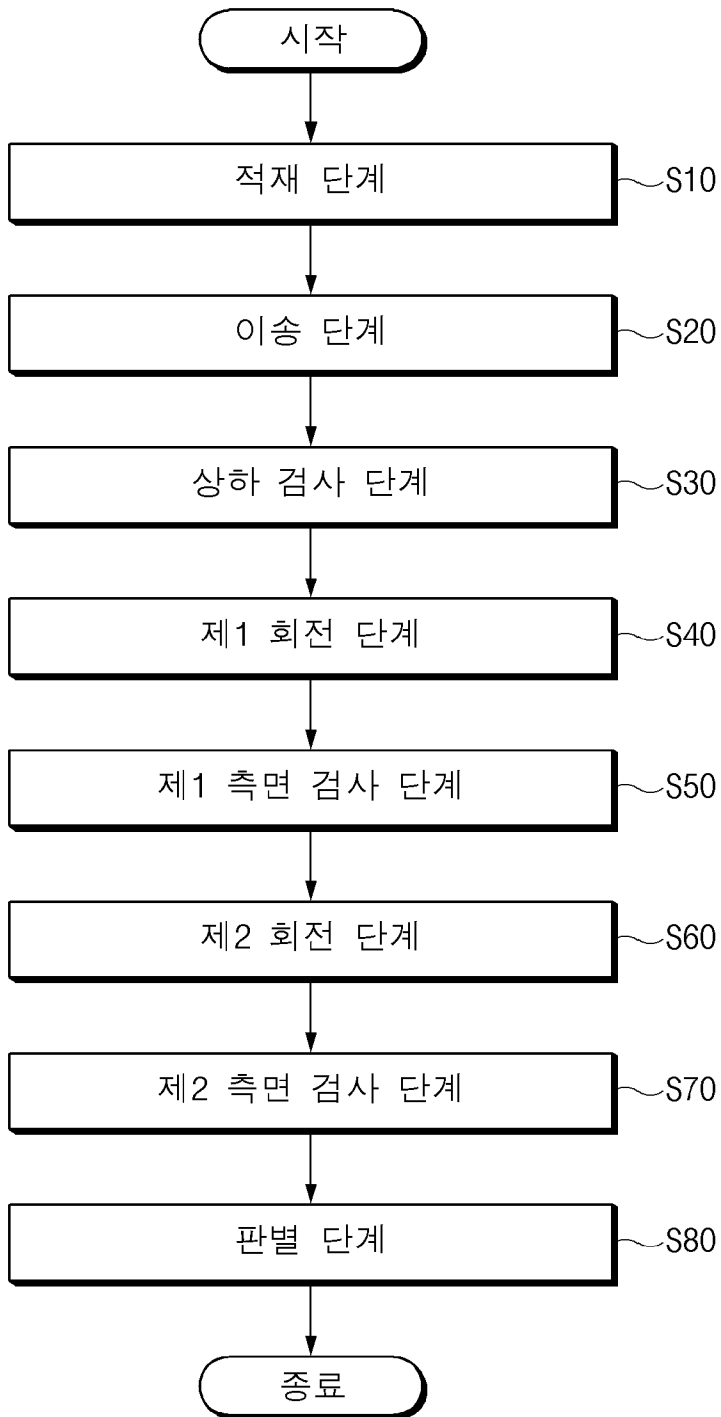 시작
적재 단계 S10
이송 단계 S20
상하 검사 단계 S30
제1 회전 단계 S40
제1 측면 검사 단계 S50
제2 회전 단계 S60
제2 측면 검사 단계 S70
판별 단계 S80
종료